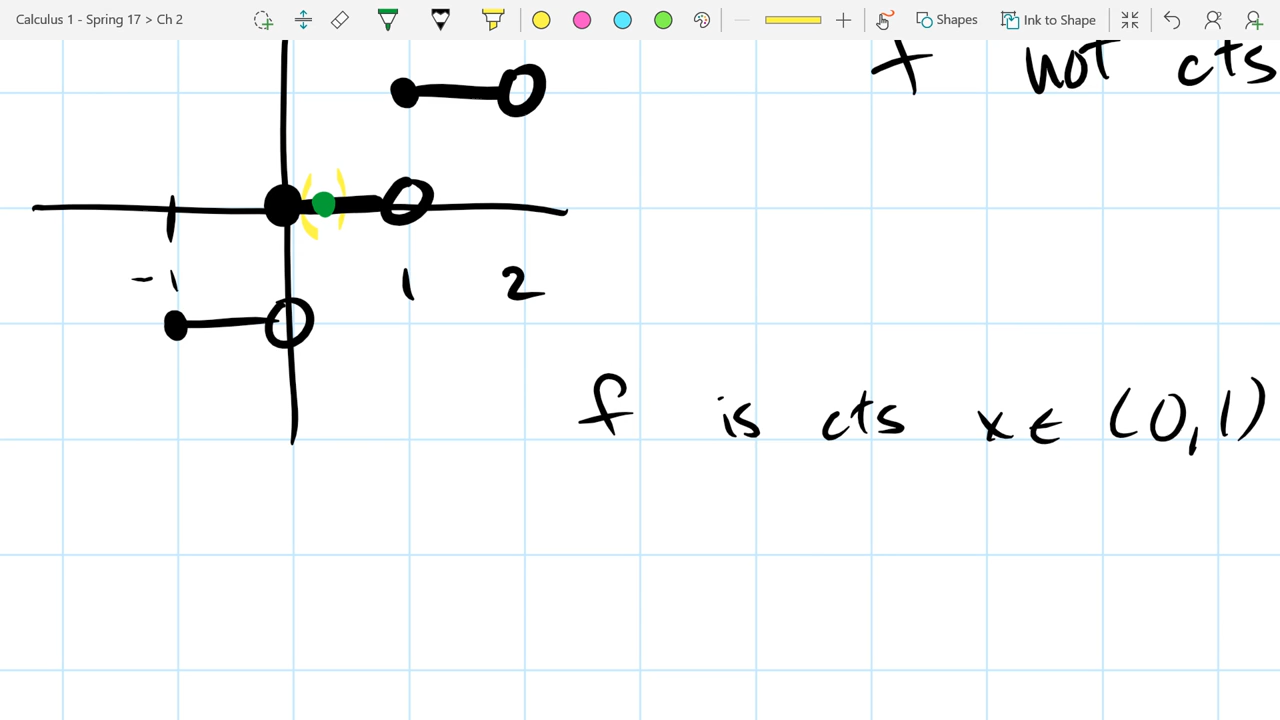 Calculus 1 - Spring 17 > Ch 2
Shapes
Ink to Shape
f not cts
-1
1
2
f is cts x ∈ (0,1)